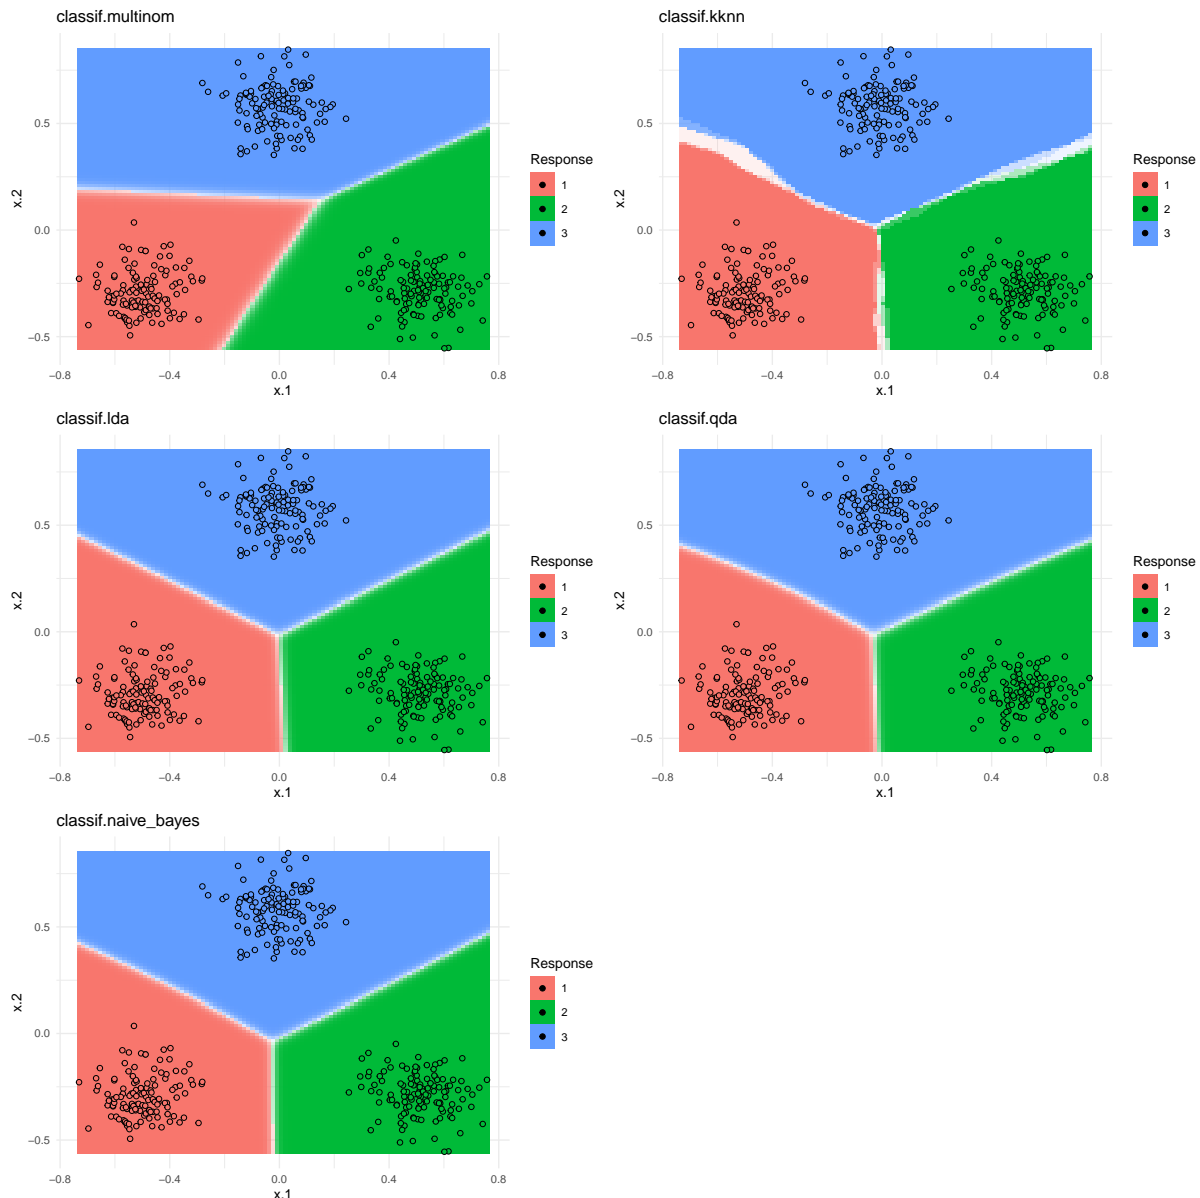 classif.multinom
x.2
0.5
0.0
−0.5
−0.8
−0.4
0.0
0.4
0.8
x.1
Response
1
2
3
classif.kknn
x.2
0.5
0.0
−0.5
−0.8
−0.4
0.0
0.4
0.8
x.1
Response
1
2
3
classif.lda
x.2
0.5
0.0
−0.5
−0.8
−0.4
0.0
0.4
0.8
x.1
Response
1
2
3
classif.qda
x.2
0.5
0.0
−0.5
−0.8
−0.4
0.0
0.4
0.8
x.1
Response
1
2
3
classif.naive_bayes
x.2
0.5
0.0
−0.5
−0.8
−0.4
0.0
0.4
0.8
x.1
Response
1
2
3